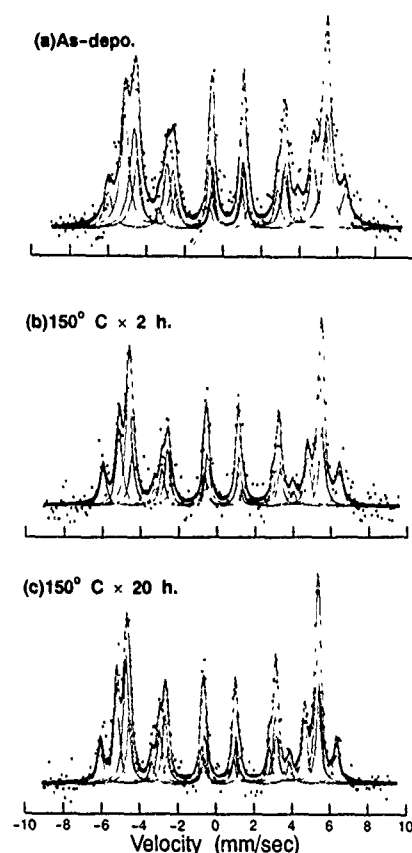 (a)As-depo.
(b)150° C × 2 h.
(c)150° C × 20 h.
-10 -8 -6 -4 -2 0 2 4 6 8 10
Velocity (mm/sec)